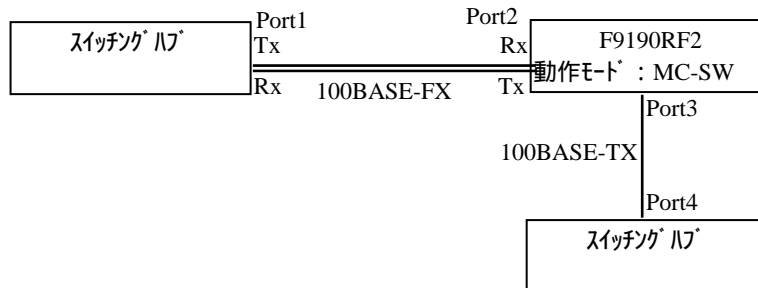 Port1
Port2
ｽｲｯﾁﾝｸﾞﾊﾌﾞ
Tx
Rx
F9190RF2
動作ﾓｰﾄﾞ：MC-SW
Rx
100BASE-FX
Tx
Port3
100BASE-TX
Port4
ｽｲｯﾁﾝｸﾞﾊﾌﾞ